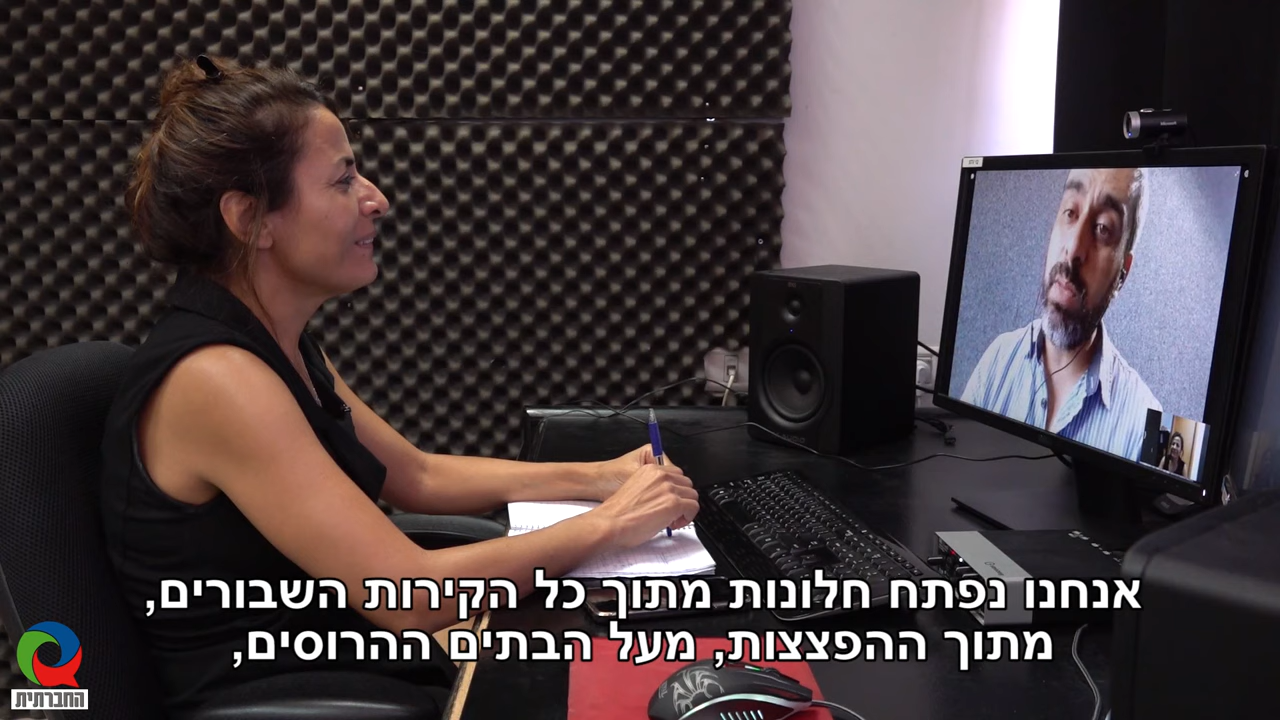 אנחנו נפתח חלונות מתוך כל הקירות השבורים,
מתוך ההפצצות, מעל הבתים ההרוסים,
החברתית